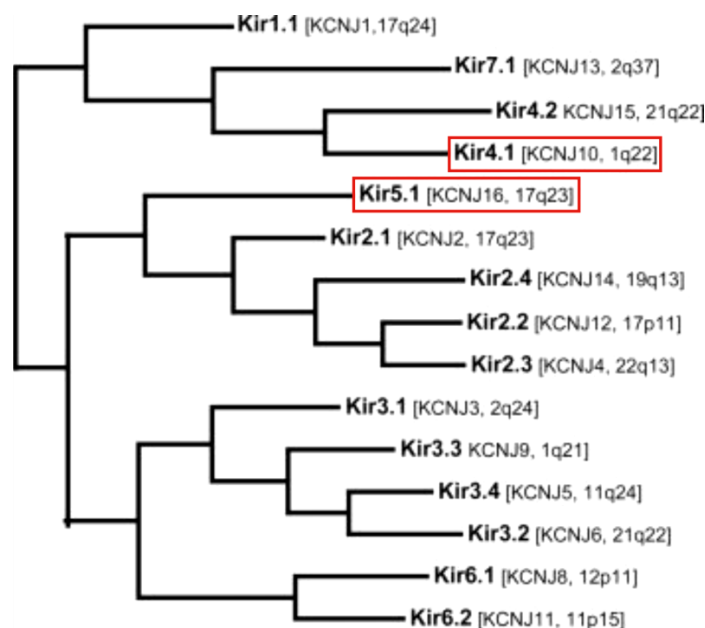 Kir1.1 [KCNJ1,17q24]
Kir7.1 [KCNJ13, 2q37]
Kir4.2 KCNJ15, 21q22]
Kir4.1 [KCNJ10, 1q22]
Kir5.1 [KCNJ16, 17q23]
Kir2.1 [KCNJ2, 17q23]
Kir2.4 [KCNJ14, 19q13]
Kir2.2 [KCNJ12, 17p11]
Kir2.3 [KCNJ4, 22q13]
Kir3.1 [KCNJ3, 2q24]
Kir3.3 KCNJ9, 1q21]
Kir3.4 [KCNJ5, 11q24]
Kir3.2 [KCNJ6, 21q22]
Kir6.1 [KCNJ8, 12p11]
Kir6.2 [KCNJ11, 11p15]